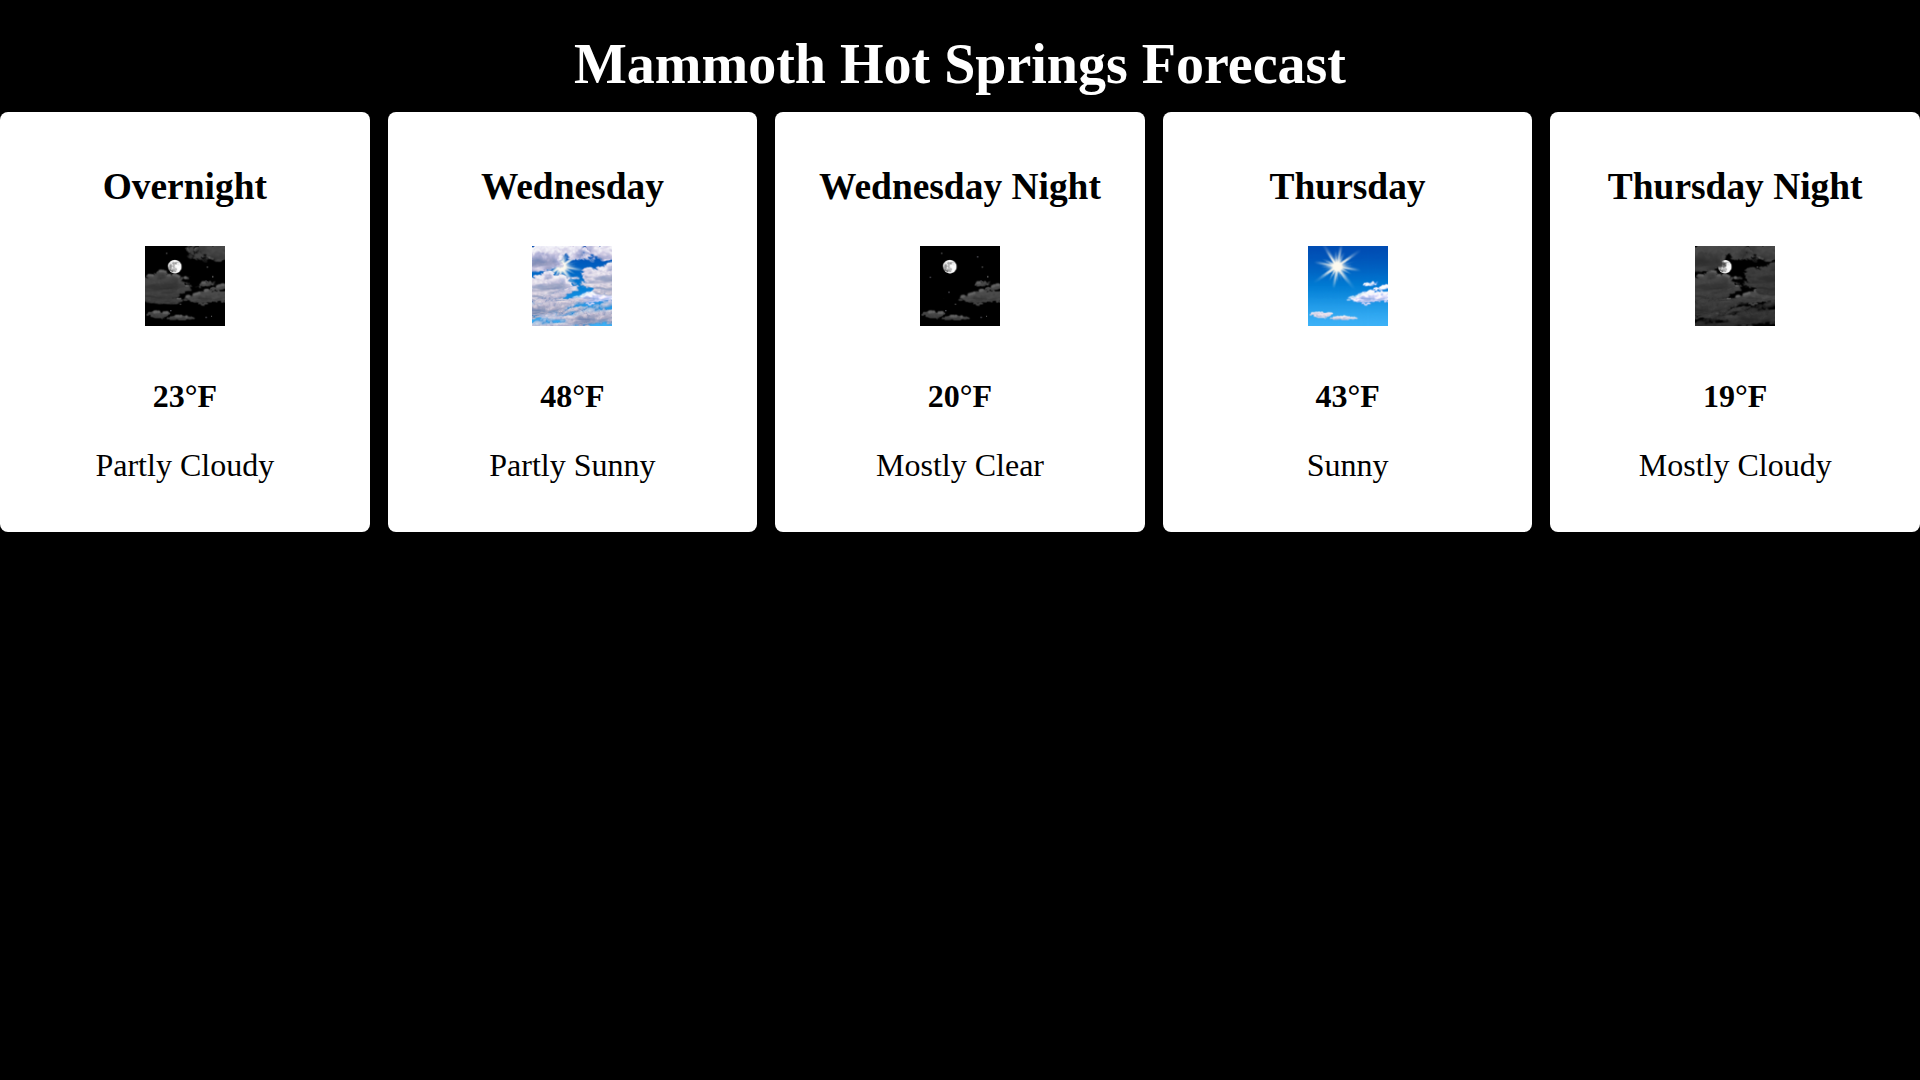 Mammoth Hot Springs Forecast
Overnight
23°F
Partly Cloudy
Wednesday
48°F
Partly Sunny
Wednesday Night
20°F
Mostly Clear
Thursday
43°F
Sunny
Thursday Night
19°F
Mostly Cloudy